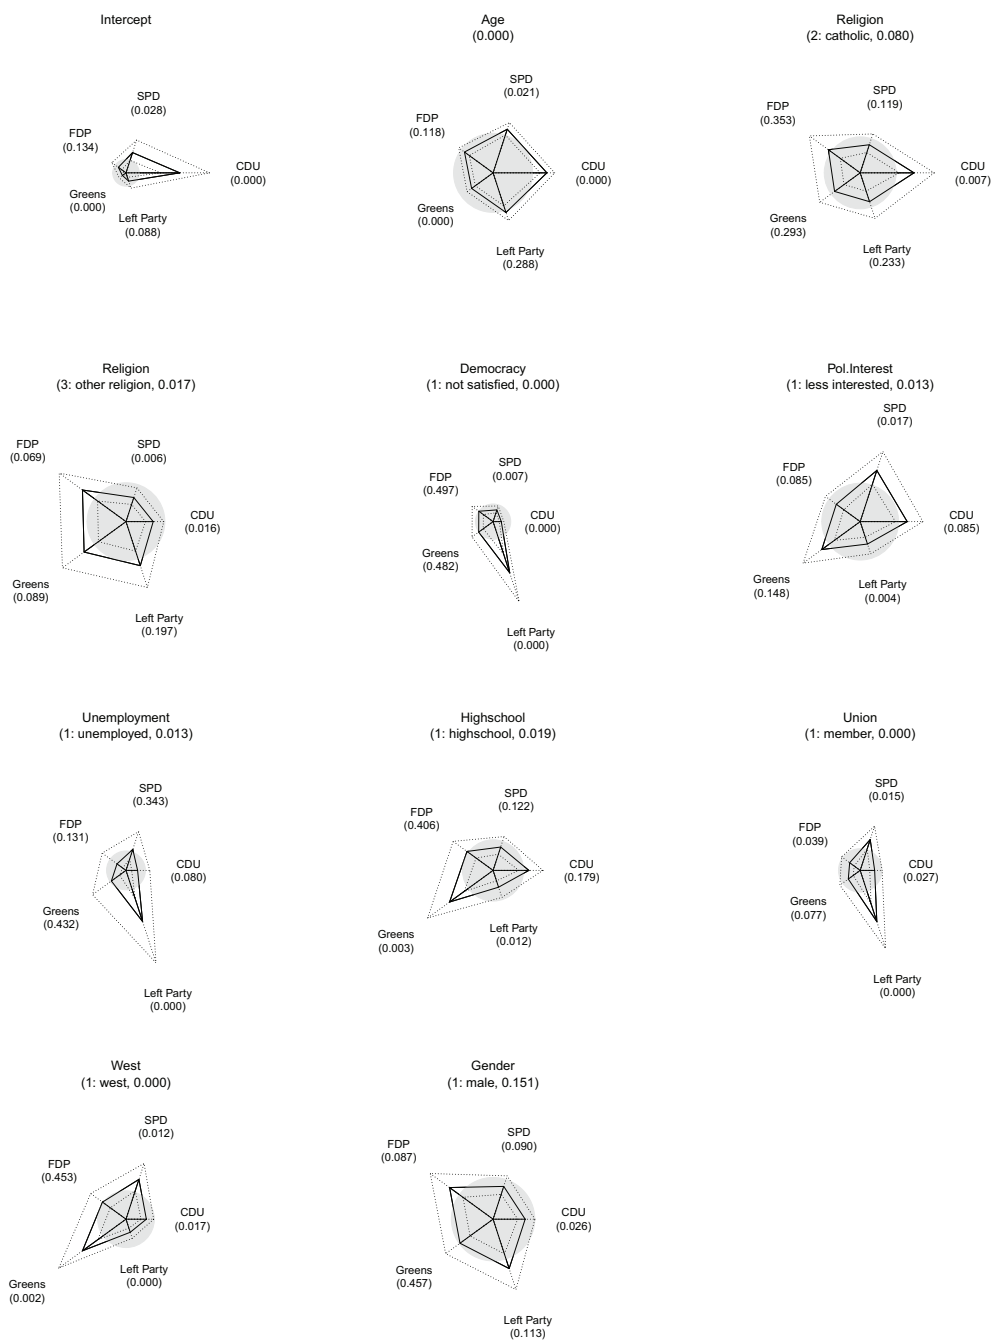 Intercept
SPD
(0.028)
FDP
(0.134)
CDU
(0.000)
Greens
(0.000)
Left Party
(0.088)
Age
(0.000)
SPD
(0.021)
FDP
(0.118)
CDU
(0.000)
Greens
(0.000)
Left Party
(0.288)
Religion
(2: catholic, 0.080)
SPD
(0.119)
FDP
(0.353)
CDU
(0.007)
Greens
(0.293)
Left Party
(0.233)
Religion
(3: other religion, 0.017)
FDP
(0.069)
SPD
(0.006)
CDU
(0.016)
Greens
(0.089)
Left Party
(0.197)
Democracy
(1: not satisfied, 0.000)
SPD
(0.007)
FDP
(0.497)
CDU
(0.000)
Greens
(0.482)
Left Party
(0.000)
Pol.Interest
(1: less interested, 0.013)
SPD
(0.017)
FDP
(0.085)
CDU
(0.085)
Greens
(0.148)
Left Party
(0.004)
Unemployment
(1: unemployed, 0.013)
SPD
(0.343)
FDP
(0.131)
CDU
(0.080)
Greens
(0.432)
Left Party
(0.000)
Highschool
(1: highschool, 0.019)
SPD
(0.122)
FDP
(0.406)
CDU
(0.179)
Greens
(0.003)
Left Party
(0.012)
Union
(1: member, 0.000)
SPD
(0.015)
FDP
(0.039)
CDU
(0.027)
Greens
(0.077)
Left Party
(0.000)
West
(1: west, 0.000)
SPD
(0.012)
FDP
(0.453)
CDU
(0.017)
Greens
(0.002)
Left Party
(0.000)
Gender
(1: male, 0.151)
SPD
(0.090)
FDP
(0.087)
CDU
(0.026)
Greens
(0.457)
Left Party
(0.113)